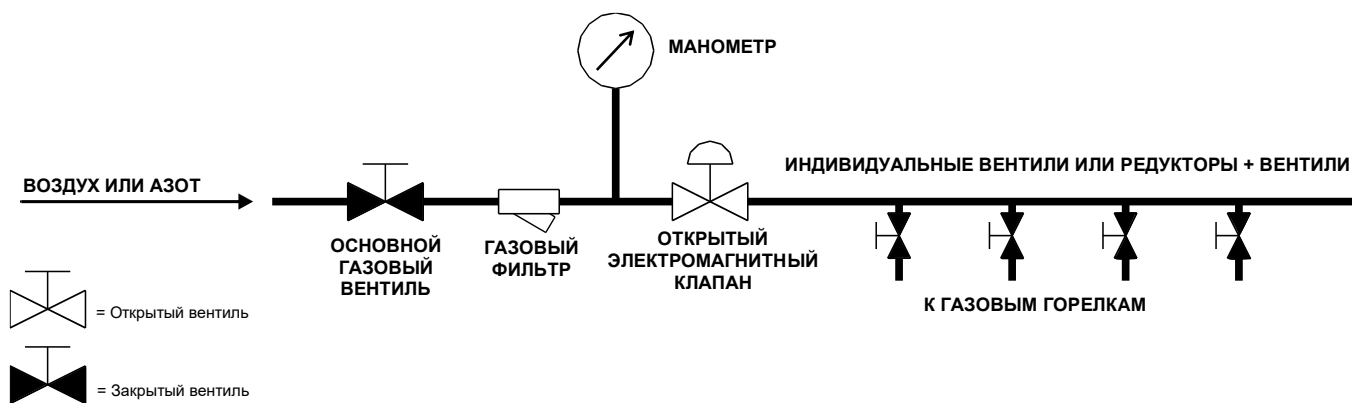 МАНОМЕТР
ИНДИВИДУАЛЬНЫЕ ВЕНТИЛИ ИЛИ РЕДУКТОРЫ + ВЕНТИЛИ
ВОЗДУХ ИЛИ АЗОТ
ОСНОВНОЙ
ГАЗОВЫЙ
ВЕНТИЛЬ
ГАЗОВЫЙ
ФИЛЬТР
ОТКРЫТЫЙ
ЭЛЕКТРОМАГНИТНЫЙ
КЛАПАН
К ГАЗОВЫМ ГОРЕЛКАМ
= Открытый вентиль
= Закрытый вентиль